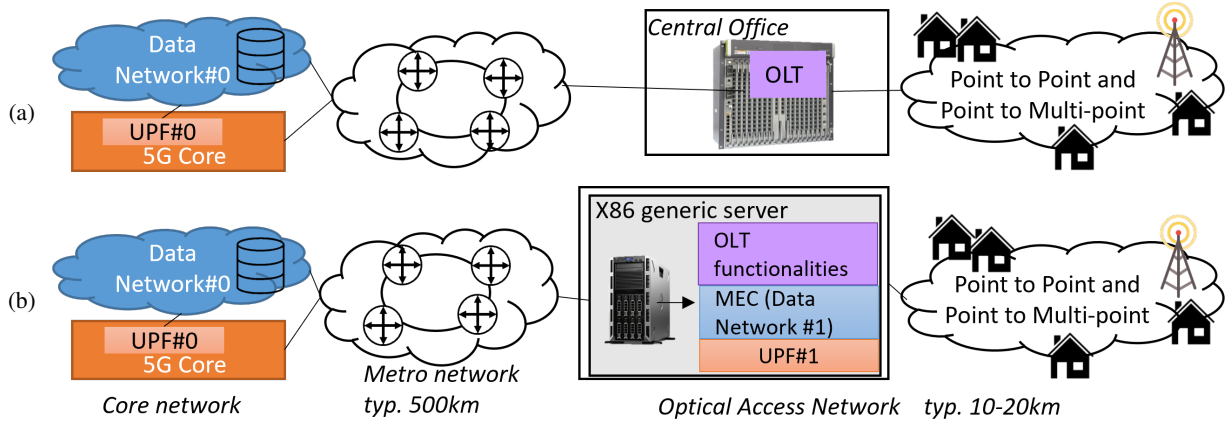 (a)
Data
Network#0
UPF#0
5G Core
Central Office
OLT
Point to Point and
Point to Multi-point
(b)
Data
Network#0
UPF#0
5G Core
X86 generic server
OLT
functionalities
MEC (Data
Network #1)
UPF#1
Point to Point and
Point to Multi-point
Core network
Metro network
typ. 500km
Optical Access Network typ. 10-20km